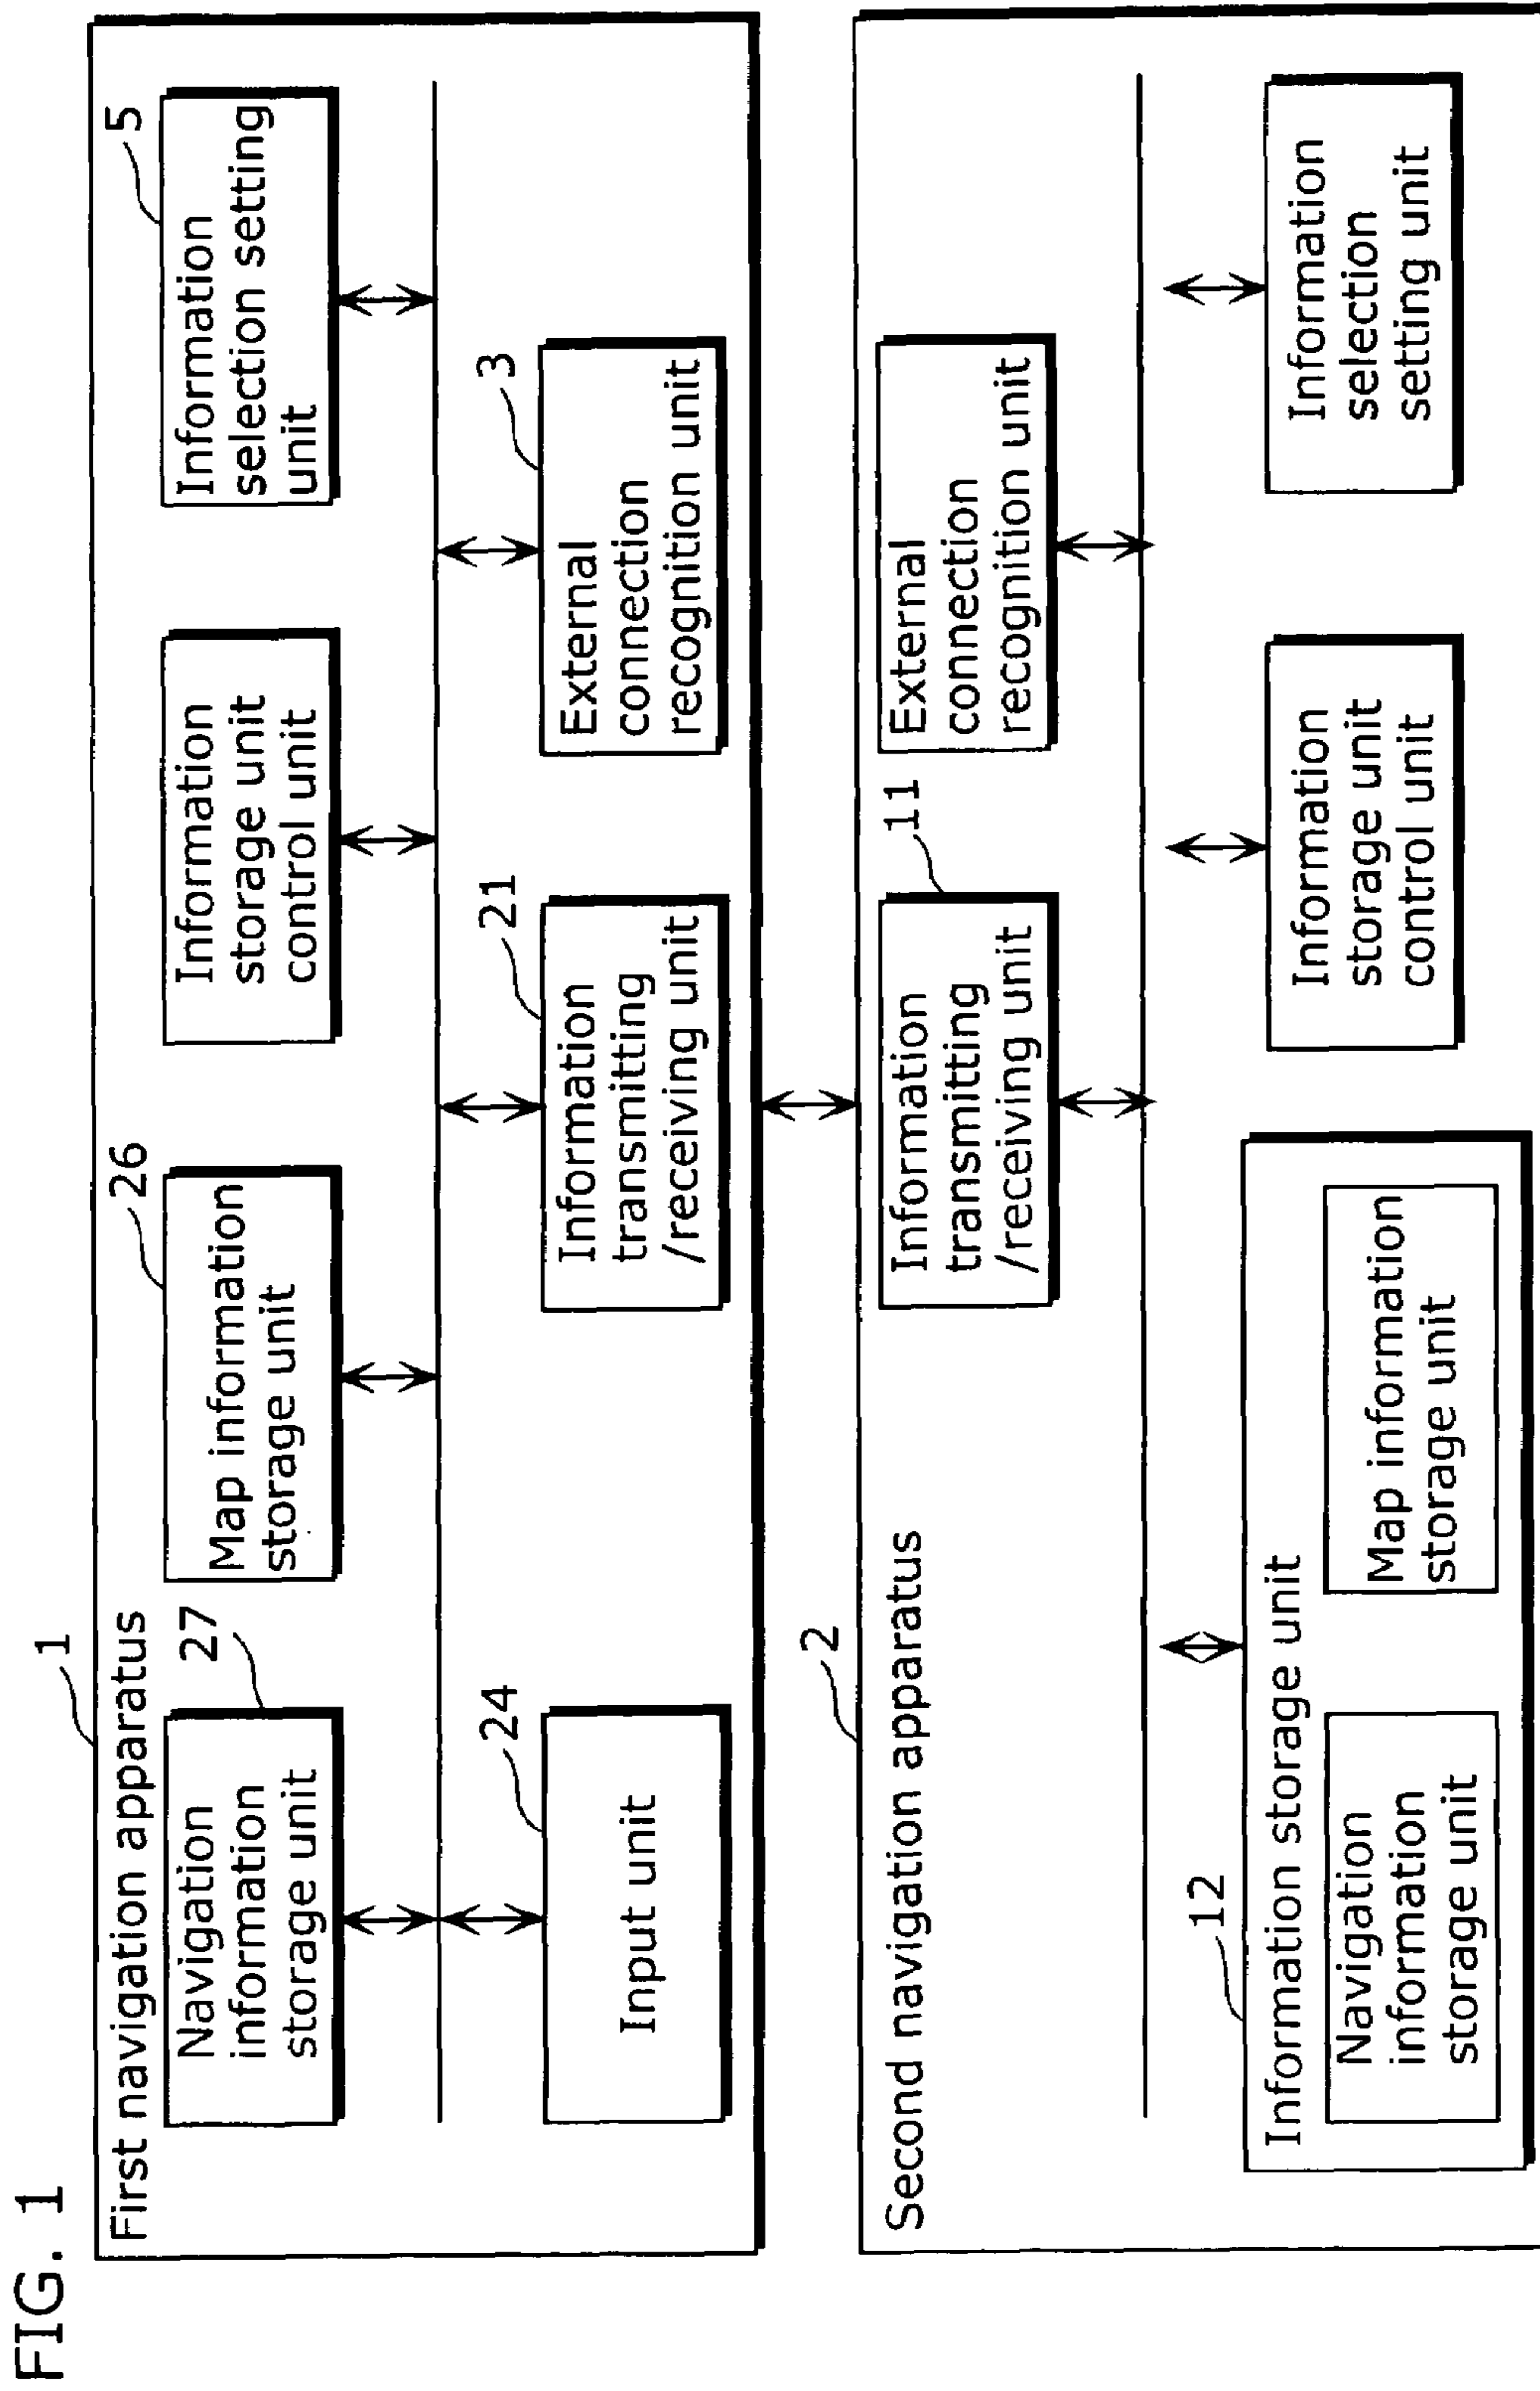 FIG. 1
1
First navigation apparatus
27
Navigation
information
storage unit
26
Map information
storage unit
Information
storage unit
control unit
5
Information
selection setting
unit
24
Input unit
21
Information
transmitting
/receiving unit
3
External
connection
recognition unit
2
Second navigation apparatus
11
Information
transmitting
/receiving unit
External
connection
recognition unit
12
Information storage unit
Navigation
information
storage unit
Map information
storage unit
Information
storage unit
control unit
Information
selection
setting unit